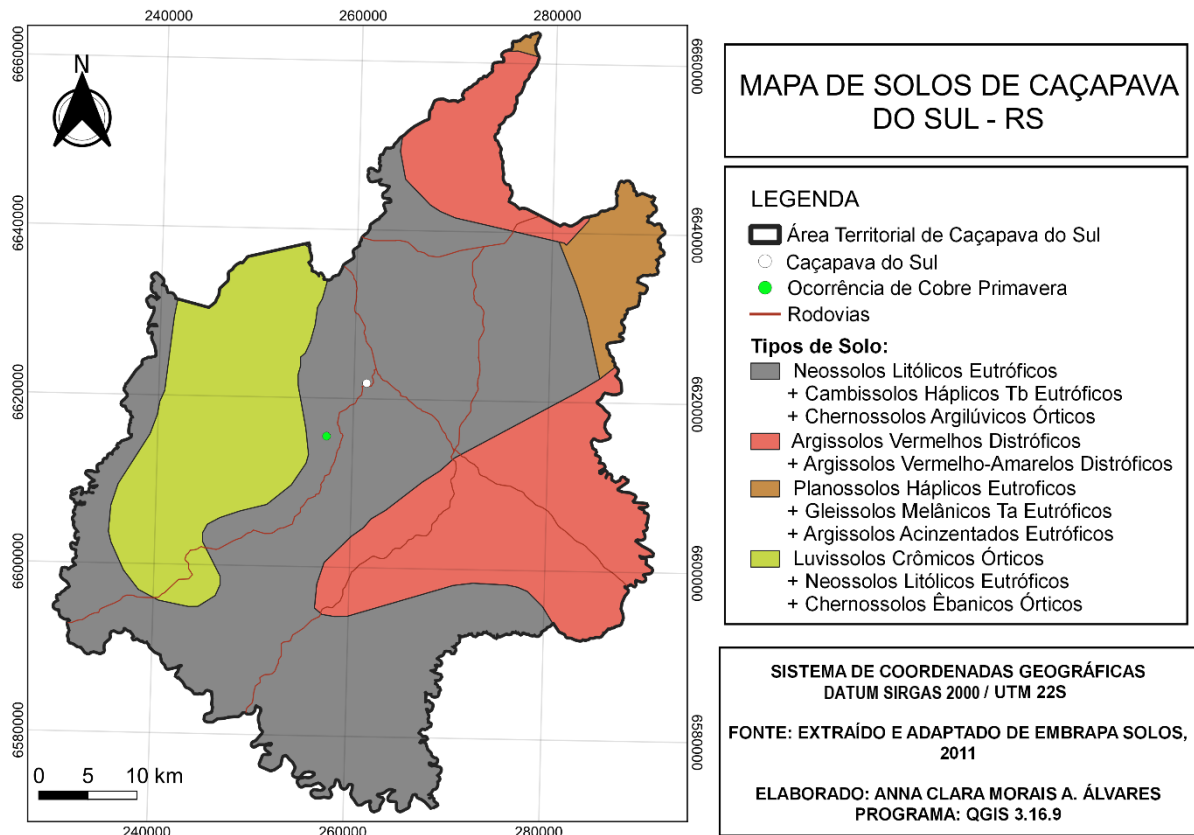 240000
260000
280000
6660000
6640000
6620000
6600000
6580000
6660000
6640000
6620000
6600000
6580000
N
0 5 10 km
240000
260000
280000
MAPA DE SOLOS DE CAÇAPAVA
DO SUL - RS
LEGENDA
Área Territorial de Caçapava do Sul
Caçapava do Sul
Ocorrência de Cobre Primavera
Rodovias
Tipos de Solo:
Neossolos Litólicos Eutróficos
+ Cambissolos Háplicos Tb Eutróficos
+ Chernossolos Argilúvicos Órticos
Argissolos Vermelhos Distróficos
+ Argissolos Vermelho-Amarelos Distróficos
Planossolos Háplicos Eutroficos
+ Gleissolos Melânicos Ta Eutróficos
+ Argissolos Acinzentados Eutróficos
Luvissolos Crômicos Órticos
+ Neossolos Litólicos Eutróficos
+ Chernossolos Êbanicos Órticos
SISTEMA DE COORDENADAS GEOGRÁFICAS
DATUM SIRGAS 2000 / UTM 22S
FONTE: EXTRAÍDO E ADAPTADO DE EMBRAPA SOLOS,
2011
ELABORADO: ANNA CLARA MORAIS A. ÁLVARES
PROGRAMA: QGIS 3.16.9